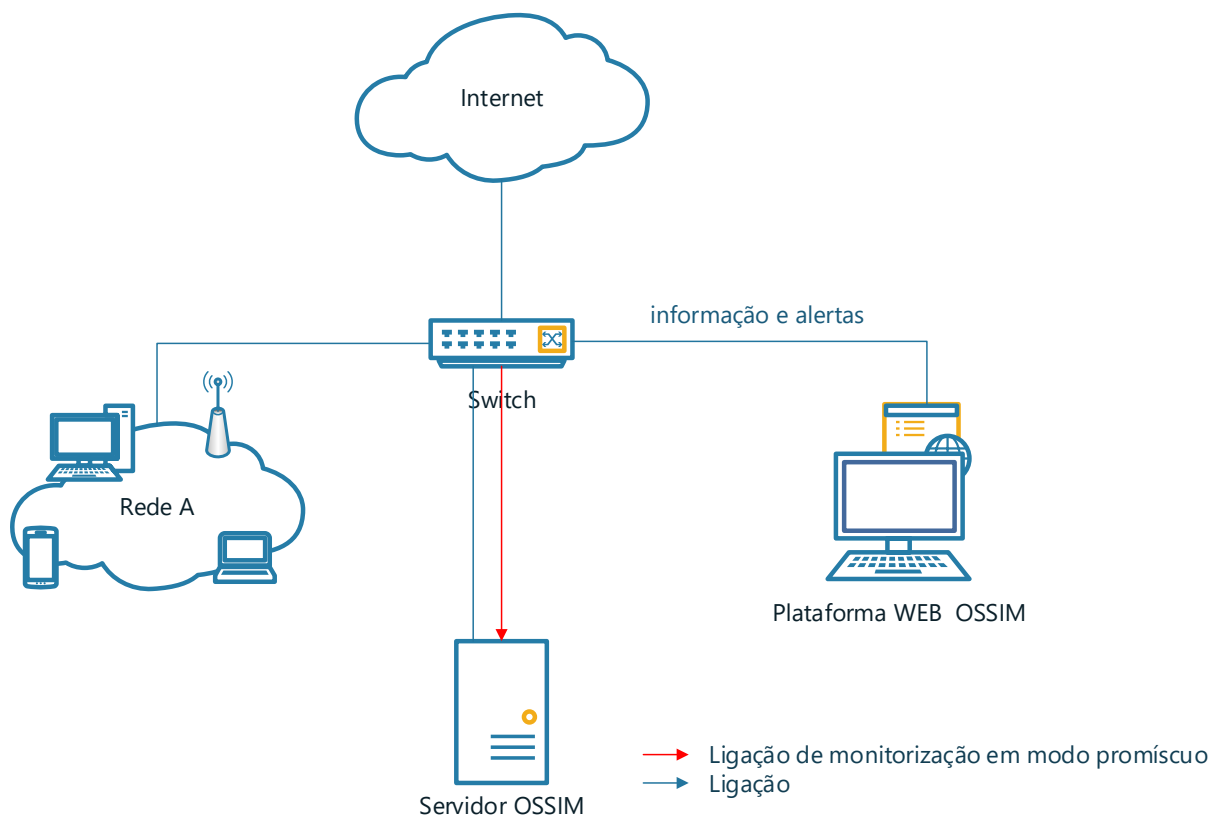 Internet
informação e alertas
Switch
Rede A
Plataforma WEB OSSIM
Servidor OSSIM
Ligação de monitorização em modo promíscuo
Ligação